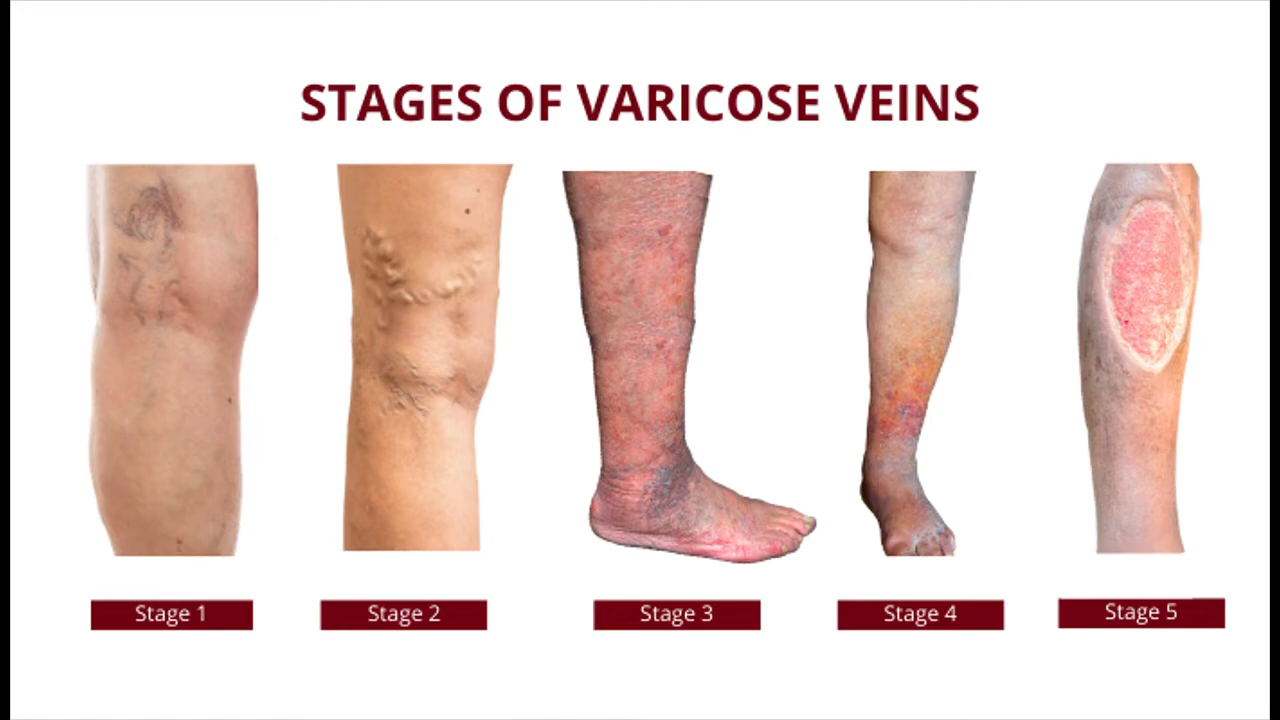 STAGES OF VARICOSE VEINS
Stage 1
Stage 2
Stage 3
Stage 4
Stage 5